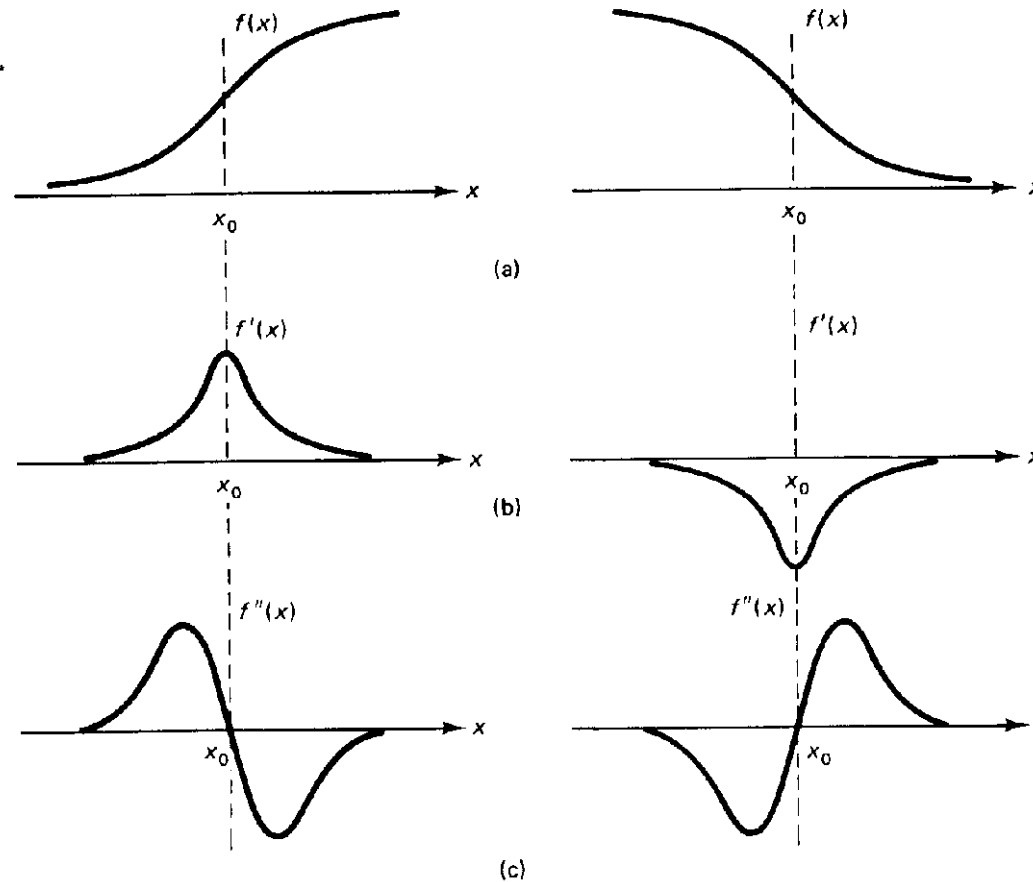 f(x)
f(x)
x
x
x₀
x₀
(a)
f'(x)
f'(x)
x
x
x₀
x₀
(b)
f"(x)
f"(x)
x
x₀
x₀
(c)